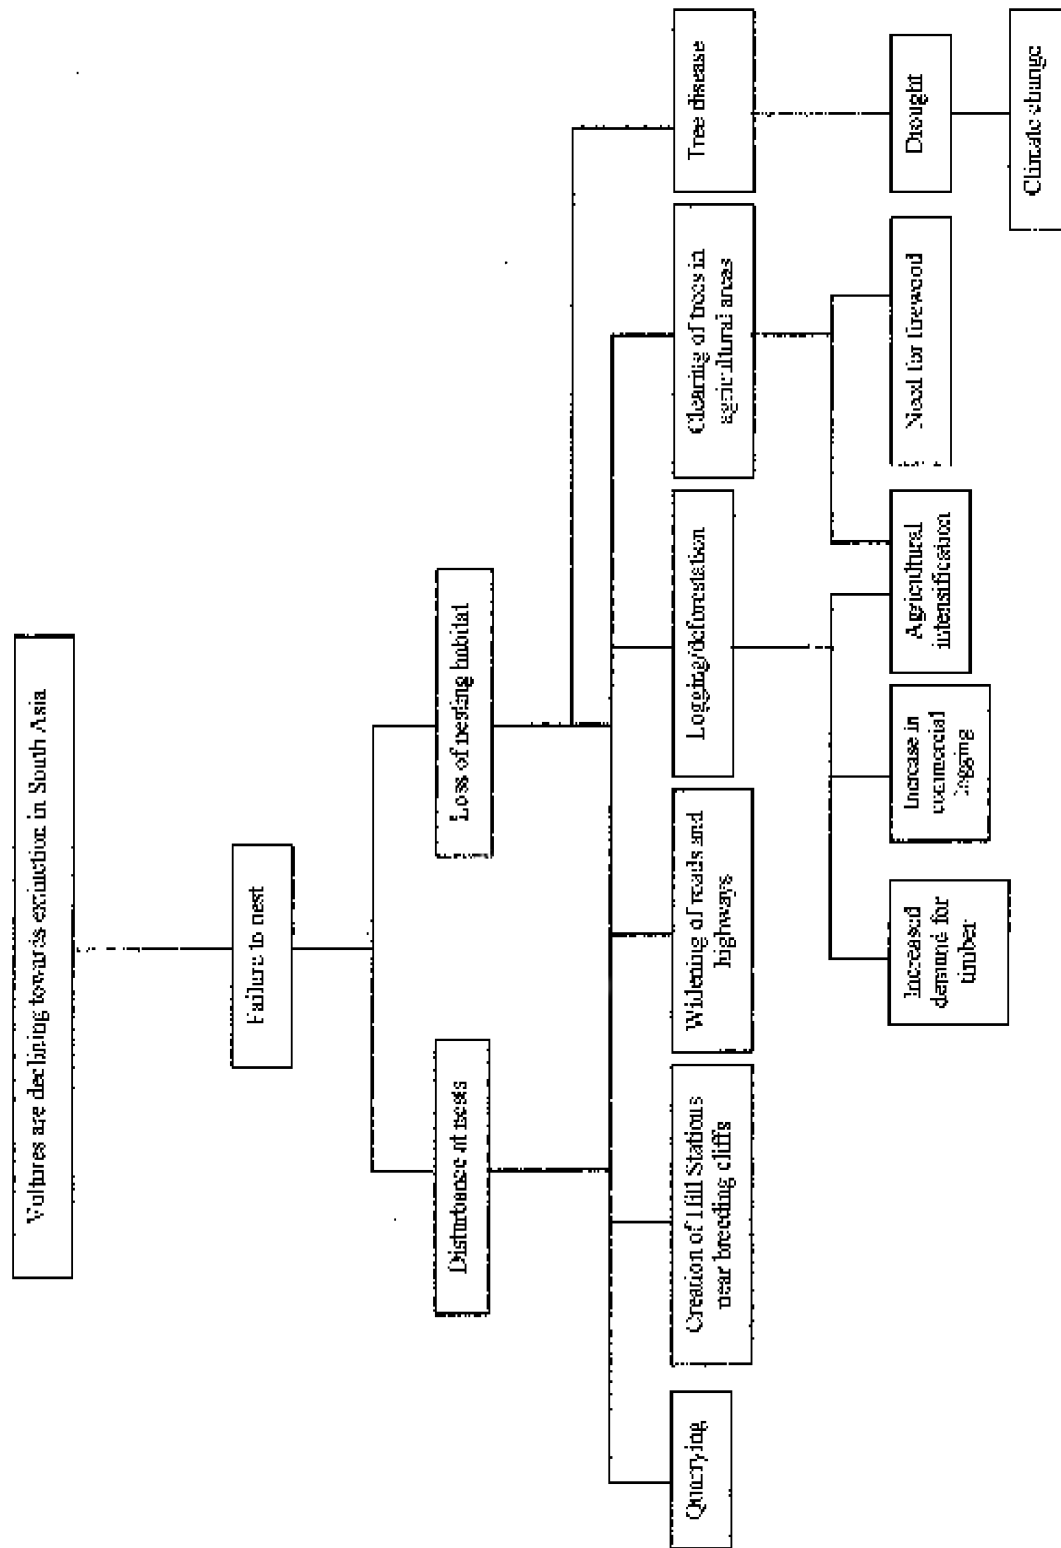 Vultures are declining towards extinction in South Asia
Failure to nest
Disturbance at nests
Loss of nesting habitat
Quarrying
Creation of Hill Stations
near breeding cliffs
Widening of roads and
highways
Logging/deforestation
Clearing of trees in
agricultural areas
Tree disease
Increased
demand for
timber
Increase in
commercial
logging
Agricultural
intensification
Need for firewood
Drought
Climate change